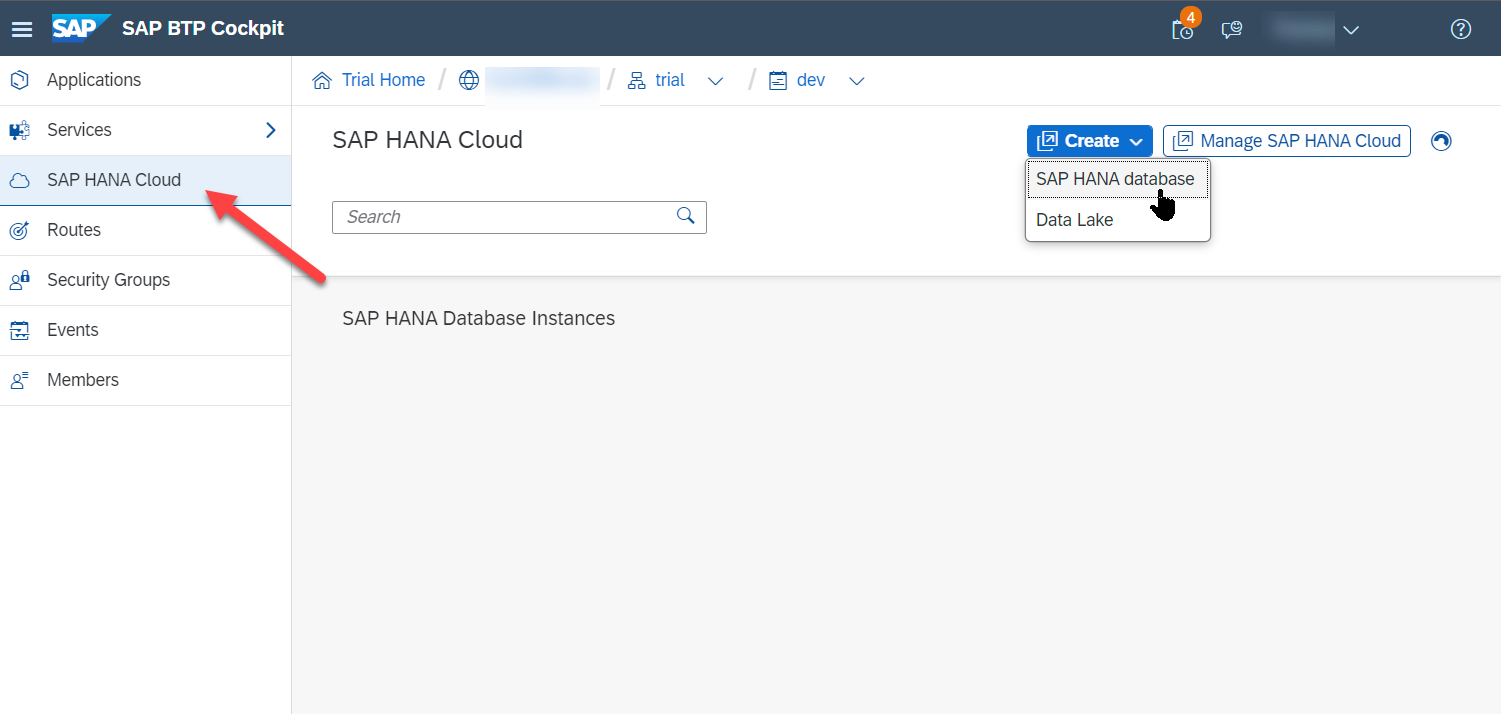 SAP SAP BTP Cockpit 4
Applications
Services
SAP HANA Cloud
Routes
Security Groups
Events
Members
Trial Home / / trial / dev
SAP HANA Cloud
Create Manage SAP HANA Cloud
SAP HANA database
Data Lake
Search
SAP HANA Database Instances